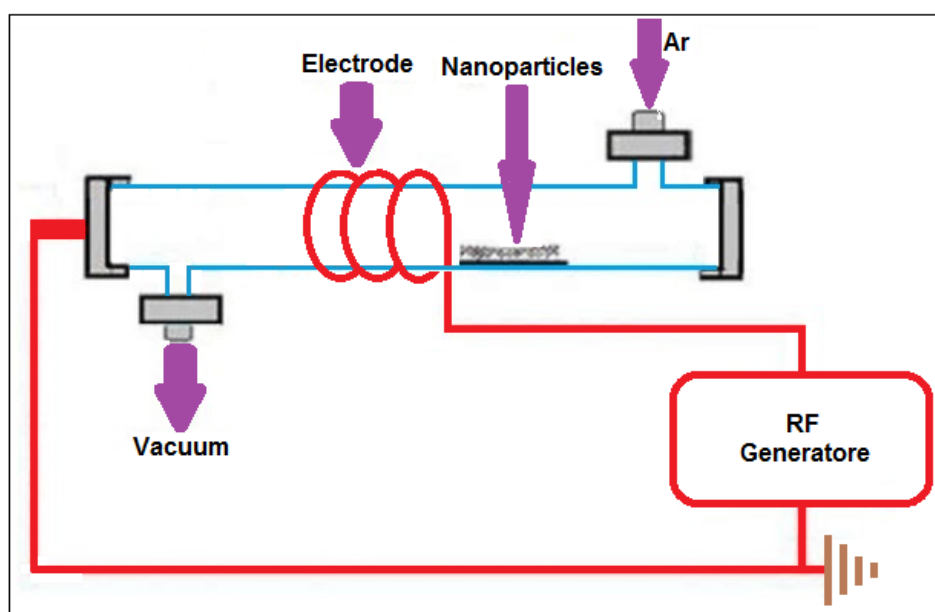 Ar
Electrode
Nanoparticles
Vacuum
RF
Generatore